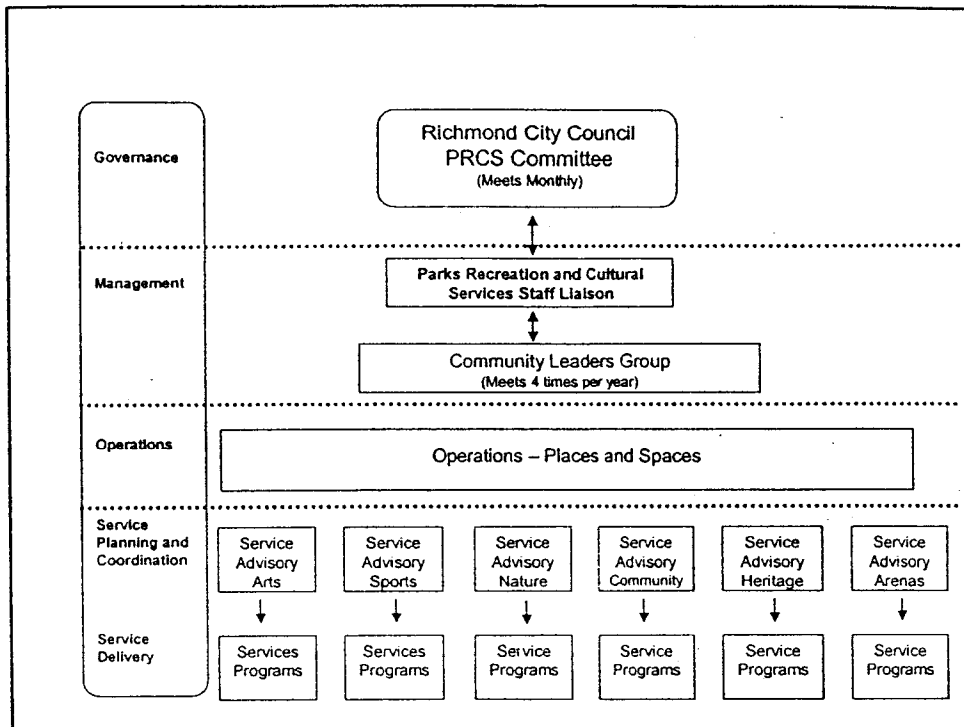 Richmond City Council
PRCS Committee
(Meets Monthly)
Governance
Parks Recreation and Cultural
Services Staff Liaison
Management
Community Leaders Group
(Meets 4 times per year)
Operations
Operations – Places and Spaces
Service
Planning and
Coordination
Service
Advisory
Arts
Service
Advisory
Sports
Service
Advisory
Nature
Service
Advisory
Community
Service
Advisory
Heritage
Service
Advisory
Arenas
Service
Delivery
Services
Programs
Services
Programs
Service
Programs
Service
Programs
Service
Programs
Service
Programs